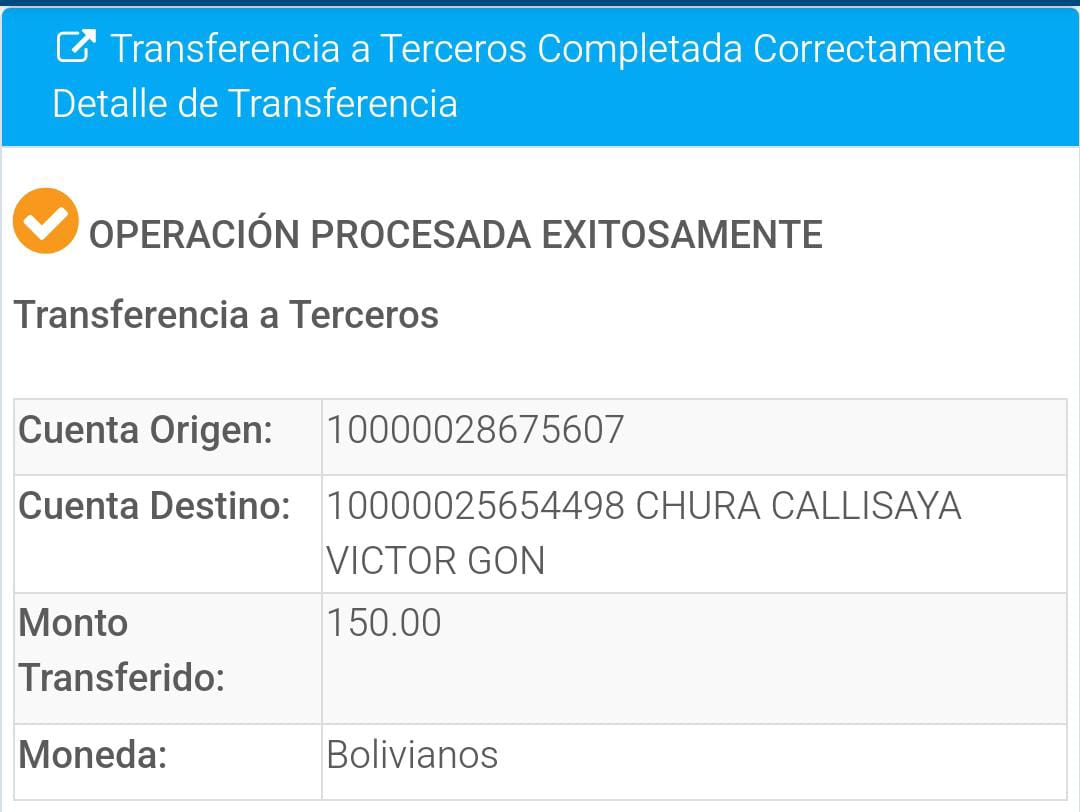 Transferencia a Terceros Completada Correctamente
Detalle de Transferencia
OPERACIÓN PROCESADA EXITOSAMENTE
Transferencia a Terceros
Cuenta Origen: 10000028675607
Cuenta Destino: 10000025654498 CHURA CALLISAYA
VICTOR GON
Monto 150.00
Transferido:
Moneda: Bolivianos